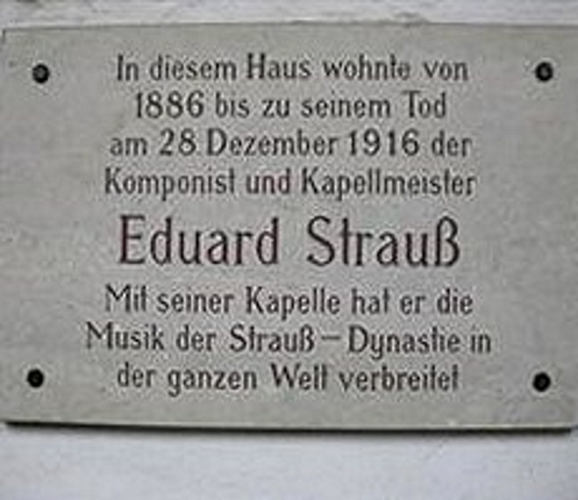 In diesem Haus wohnte von
1886 bis zu seinem Tod
am 28 Dezember 1916 der
Komponist und Kapellmeister
Eduard Strauß
Mit seiner Kapelle hat er die
Musik der Strauß – Dynastie in
der ganzen Welt verbreitet